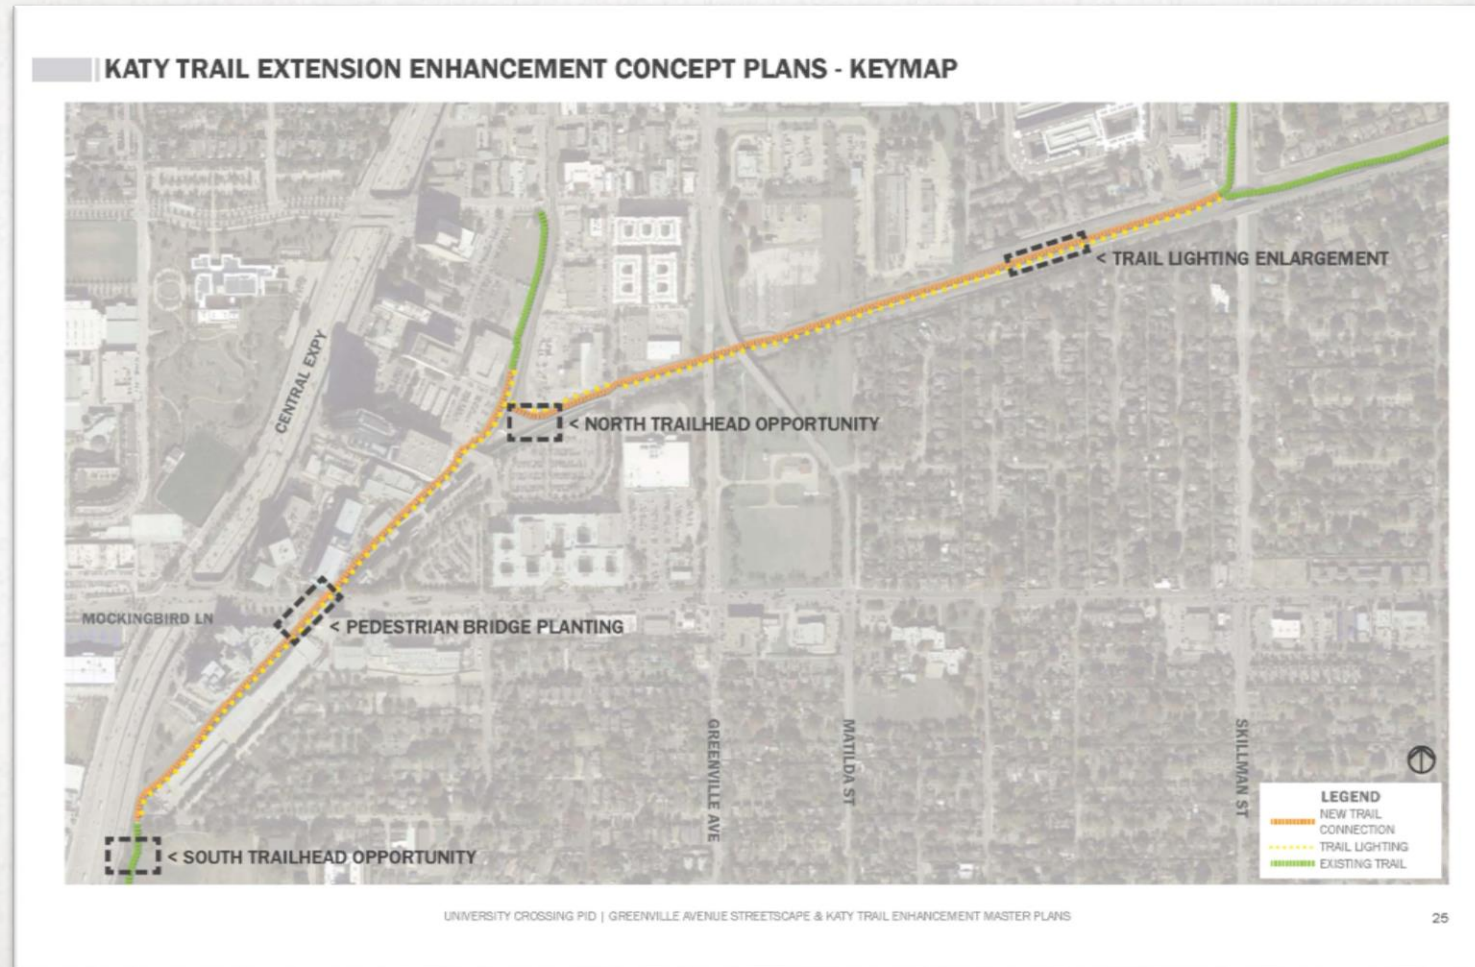 KATY TRAIL EXTENSION ENHANCEMENT CONCEPT PLANS - KEYMAP
< TRAIL LIGHTING ENLARGEMENT
CENTRAL EXPY
< NORTH TRAILHEAD OPPORTUNITY
MOCKINGBIRD LN
< PEDESTRIAN BRIDGE PLANTING
GREENVILLE AVE
MATILDA ST
SKILLMAN ST
< SOUTH TRAILHEAD OPPORTUNITY
LEGEND
NEW TRAIL
CONNECTION
TRAIL LIGHTING
EXISTING TRAIL
UNIVERSITY CROSSING PID | GREENVILLE AVENUE STREETSCAPE & KATY TRAIL ENHANCEMENT MASTER PLANS
25